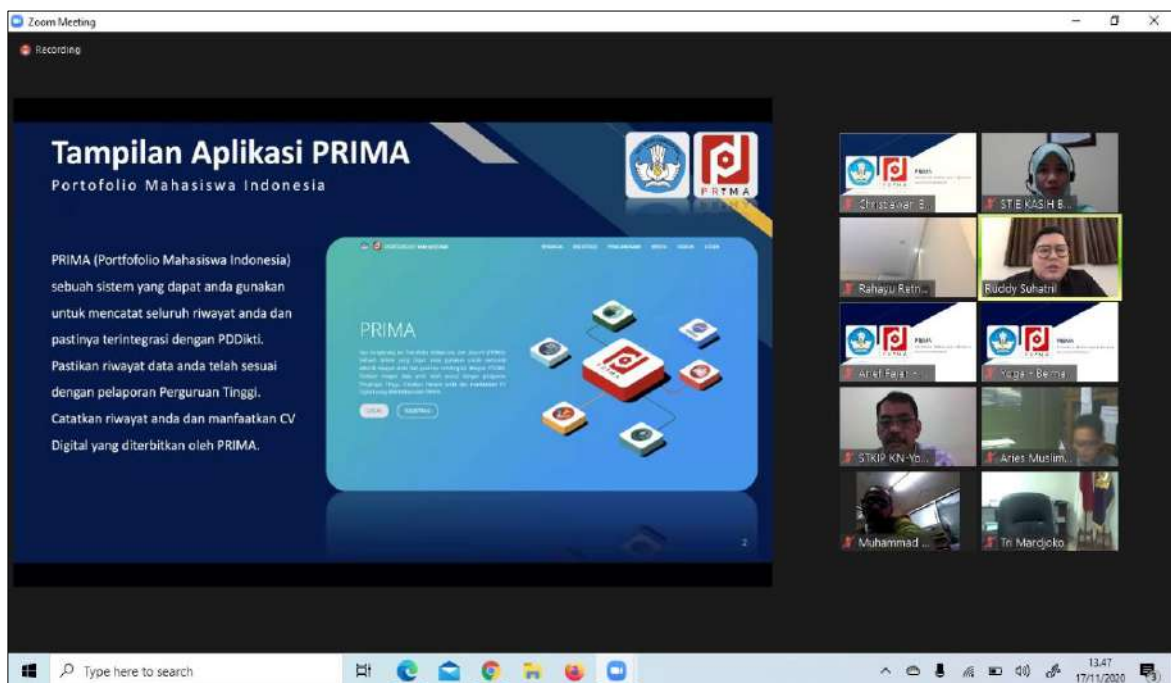 Zoom Meeting
Recording
Tampilan Aplikasi PRIMA
Portofolio Mahasiswa Indonesia
PRIMA
PRIMA (Portfofolio Mahasiswa Indonesia)
sebuah sistem yang dapat anda gunakan
untuk mencatat seluruh riwayat anda dan
pastinya terintegrasi dengan PDDikti.
Pastikan riwayat data anda telah sesuai
dengan pelaporan Perguruan Tinggi.
Catatkan riwayat anda dan manfaatkan CV
Digital yang diterbitkan oleh PRIMA.
PRIMA
2
STIE KASIH B...
Rahayu Retn...
Ruddy Suhatril
Arief Fajar -...
Yoga - Belma...
STKIP KN-Yo...
Aries Muslim...
Muhammad ...
Tri Mardjoko
Type here to search
13.47
17/11/2020
3